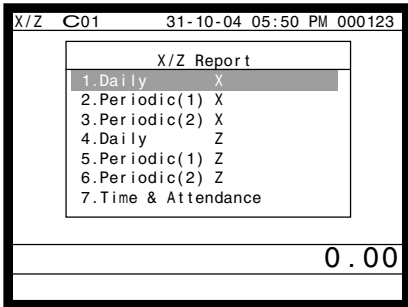 X/Z C01 31-10-04 05:50 PM 000123
X/Z Report
1.Daily X
2.Periodic(1) X
3.Periodic(2) X
4.Daily Z
5.Periodic(1) Z
6.Periodic(2) Z
7.Time & Attendance
0.00